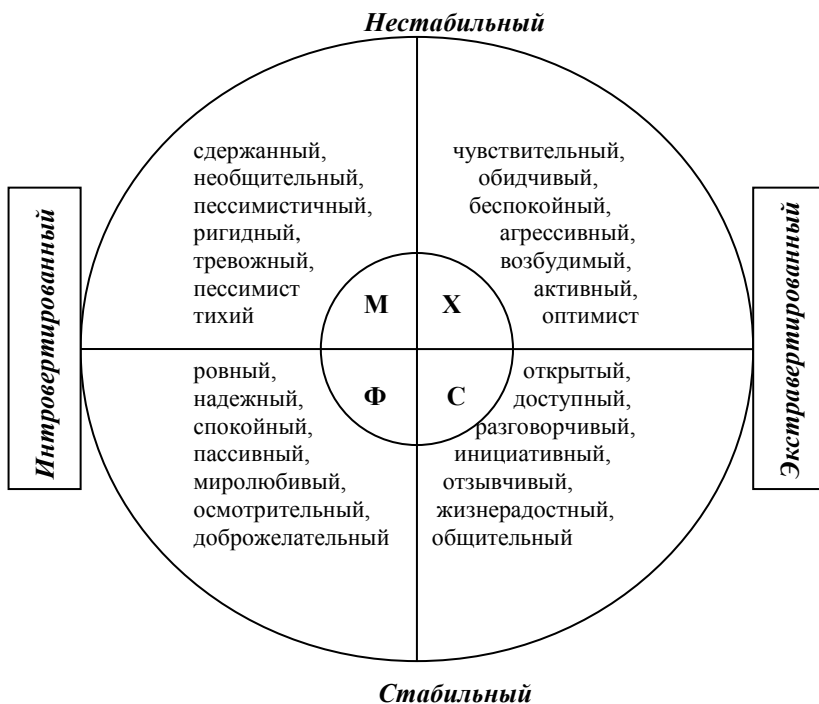 Нестабильный
Интровертированный
сдержанный,
необщительный,
пессимистичный,
ригидный,
тревожный,
пессимист
тихий
чувствительный,
обидчивый,
беспокойный,
агрессивный,
возбудимый,
активный,
оптимист
М
Х
Ф
С
ровный,
надежный,
спокойный,
пассивный,
миролюбивый,
осмотрительный,
доброжелательный
открытый,
доступный,
разговорчивый,
инициативный,
отзывчивый,
жизнерадостный,
общительный
Экстравертированный
Стабильный